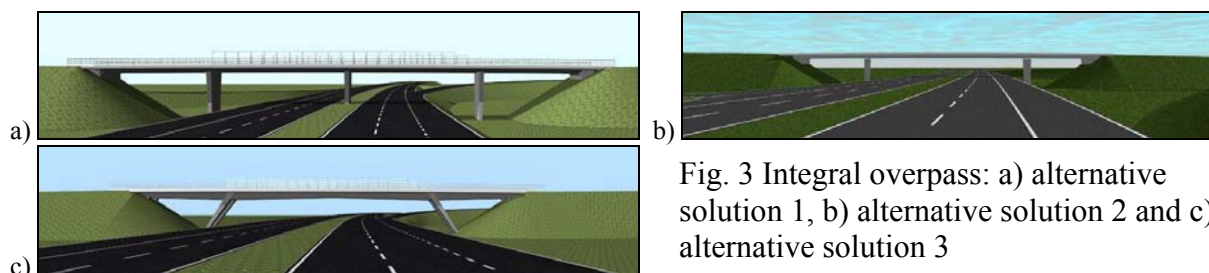 a)
b)
c)
Fig. 3 Integral overpass: a) alternative
solution 1, b) alternative solution 2 and c)
alternative solution 3